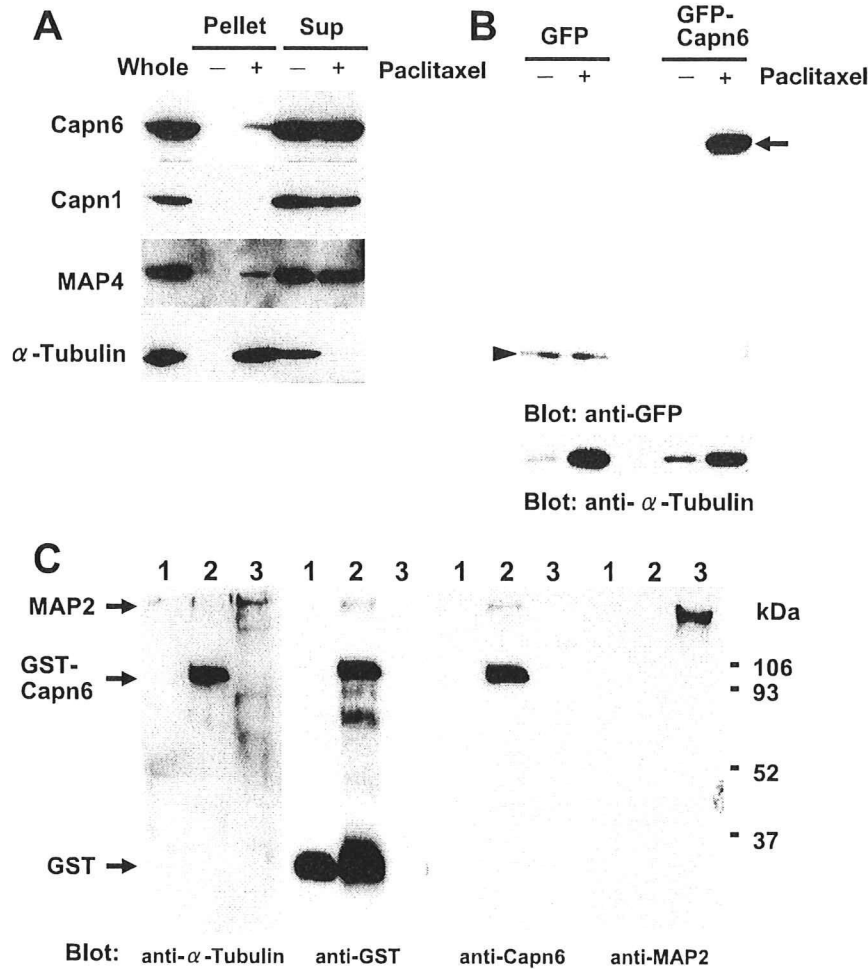 A
Pellet Sup
Whole − + − + Paclitaxel
Capn6
Capn1
MAP4
α-Tubulin
B
GFP GFP-Capn6
− + − + Paclitaxel
Blot: anti-GFP
Blot: anti- α-Tubulin
C
1 2 3 1 2 3 1 2 3 1 2 3
MAP2
kDa
GST-
Capn6
106
93
52
37
GST
Blot: anti-α-Tubulin anti-GST anti-Capn6 anti-MAP2